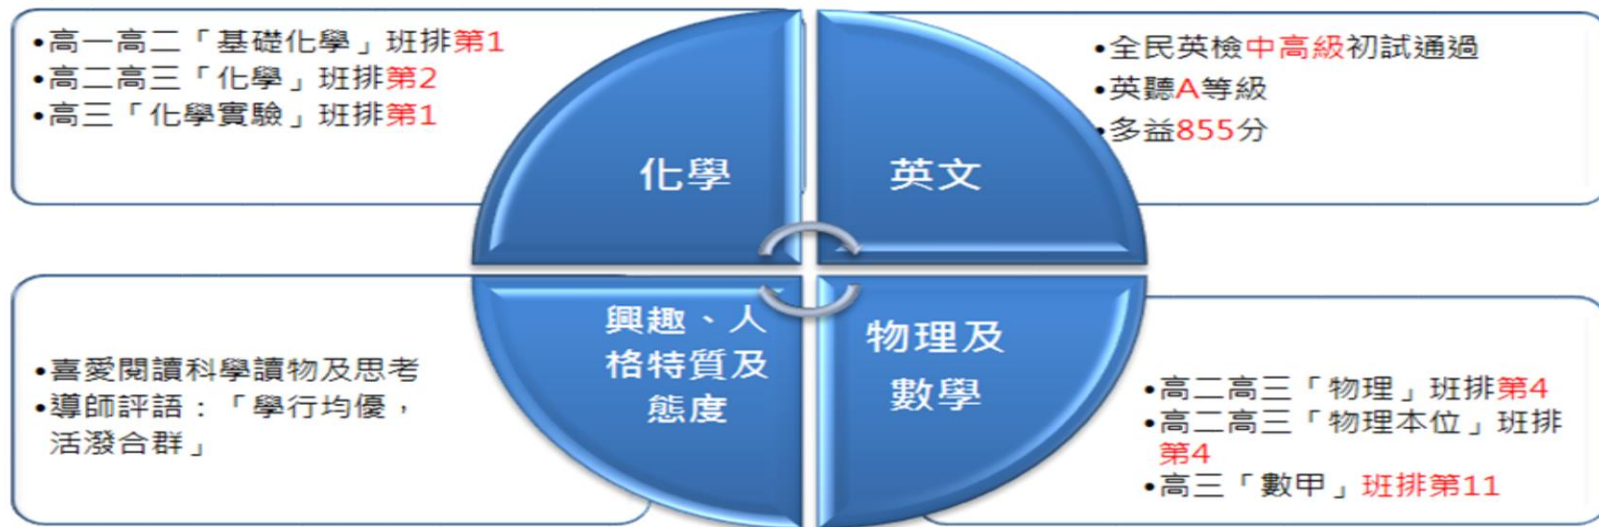 •高一高二「基礎化學」班排第1
•高二高三「化學」班排第2
•高三「化學實驗」班排第1
化學
英文
•全民英檢中高級初試通過
•英聽A等級
•多益855分
•喜愛閱讀科學讀物及思考
•導師評語：「學行均優，
活潑合群」
興趣、人
格特質及
態度
物理及
數學
•高二高三「物理」班排第4
•高二高三「物理本位」班排
第4
•高三「數甲」班排第11